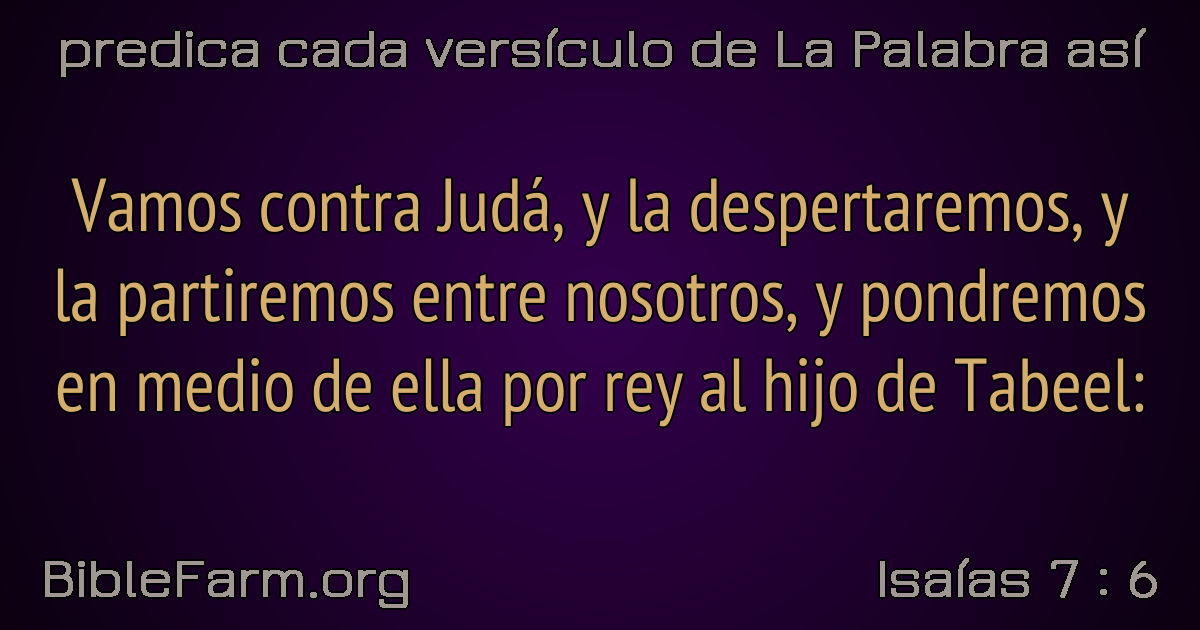 predica cada versículo de La Palabra así
Vamos contra Judá, y la despertaremos, y
la partiremos entre nosotros, y pondremos
en medio de ella por rey al hijo de Tabeel:
BibleFarm.org
Isaías 7 : 6